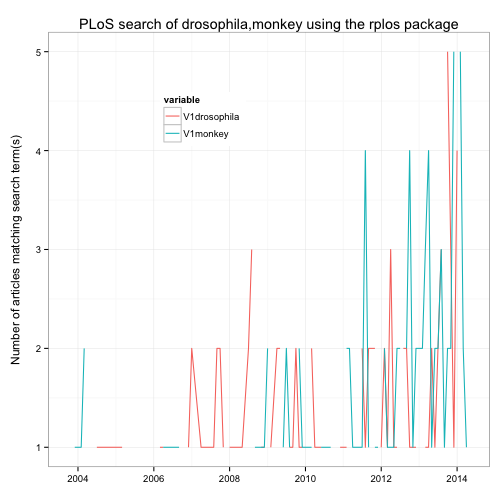 PLoS search of drosophila,monkey using the rplos package
Number of articles matching search term(s)
5
4
3
2
1
variable
V1drosophila
V1monkey
2004 2006 2008 2010 2012 2014